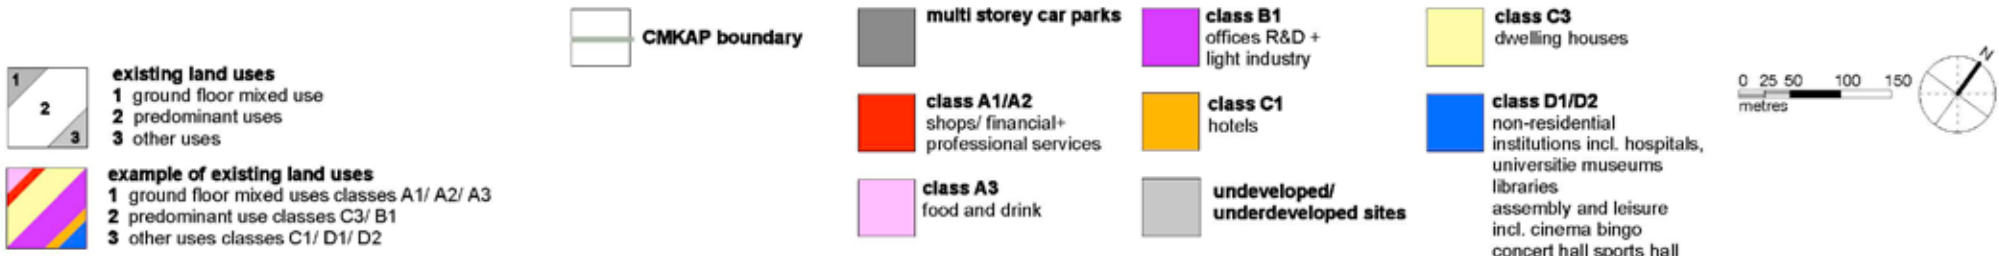 1
2
3
existing land uses
1 ground floor mixed use
2 predominant uses
3 other uses
example of existing land uses
1 ground floor mixed uses classes A1/ A2/ A3
2 predominant use classes C3/ B1
3 other uses classes C1/ D1/ D2
CMKAP boundary
multi storey car parks
class A1/A2
shops/ financial+
professional services
class A3
food and drink
class B1
offices R&D +
light industry
class C1
hotels
undeveloped/
underdeveloped sites
class C3
dwelling houses
class D1/D2
non-residential
institutions incl. hospitals,
universitie museums
libraries
assembly and leisure
incl. cinema bingo
concert hall sports hall
0 25 50 100 150
metres
N